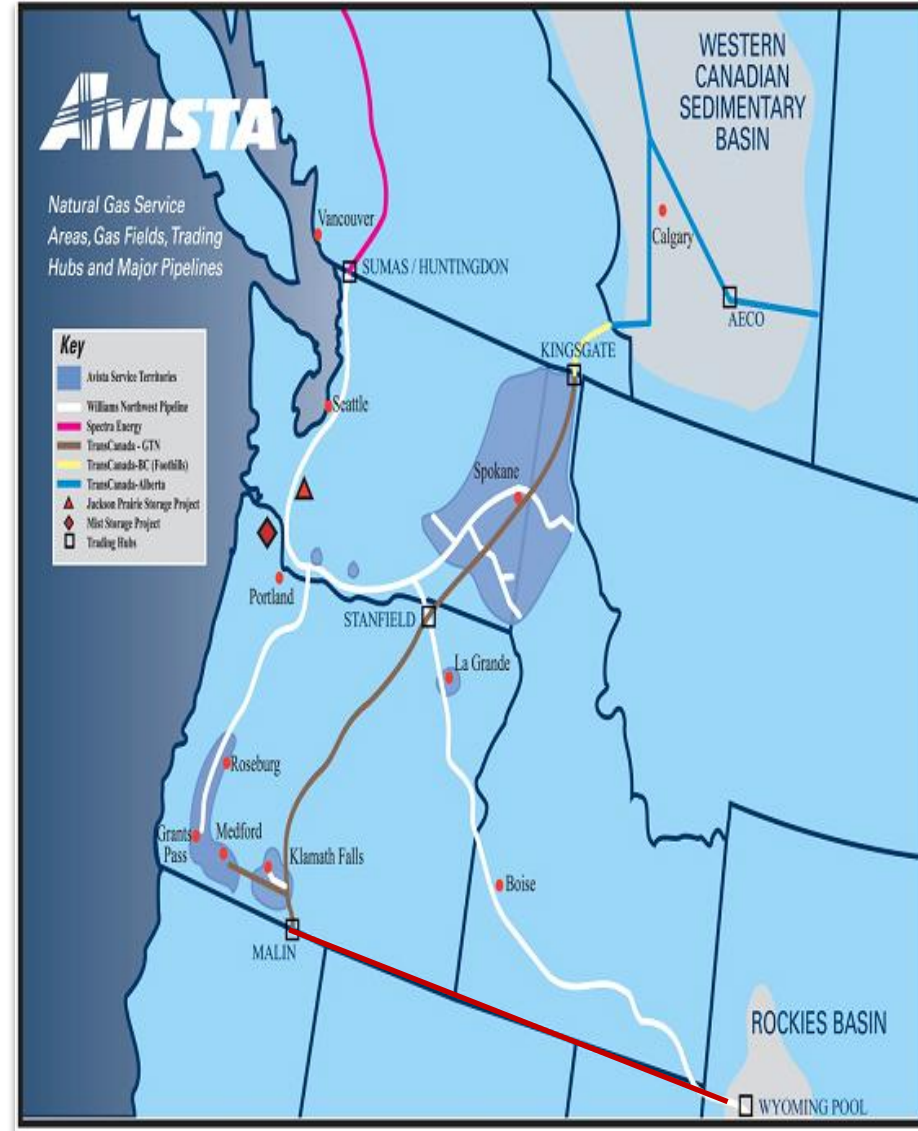 AVISTA
Natural Gas Service
Areas, Gas Fields, Trading
Hubs and Major Pipelines
WESTERN
CANADIAN
SEDIMENTARY
BASIN
Vancouver
Calgary
SUMAS / HUNTINGDON
AECO
KINGSGATE
Key
Avista Service Territories
Williams Northwest Pipeline
Spectra Energy
TransCanada - GTN
TransCanada-BC (Foothills)
TransCanada-Alberta
Jackson Prairie Storage Project
Mist Storage Project
Trading Hubs
Seattle
Spokane
Portland
STANFIELD
La Grande
Roseburg
Grants
Pass
Medford
Klamath Falls
Boise
MALIN
ROCKIES BASIN
WYOMING POOL